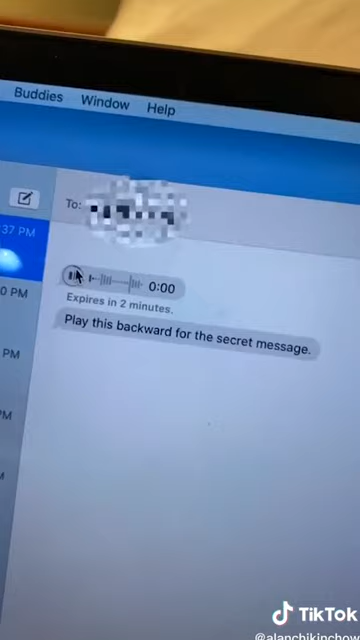 Buddies Window Help
To:
37 PM
0:00
0 PM
Expires in 2 minutes.
Play this backward for the secret message.
PM
PM
TikTok
@alanchikinchow